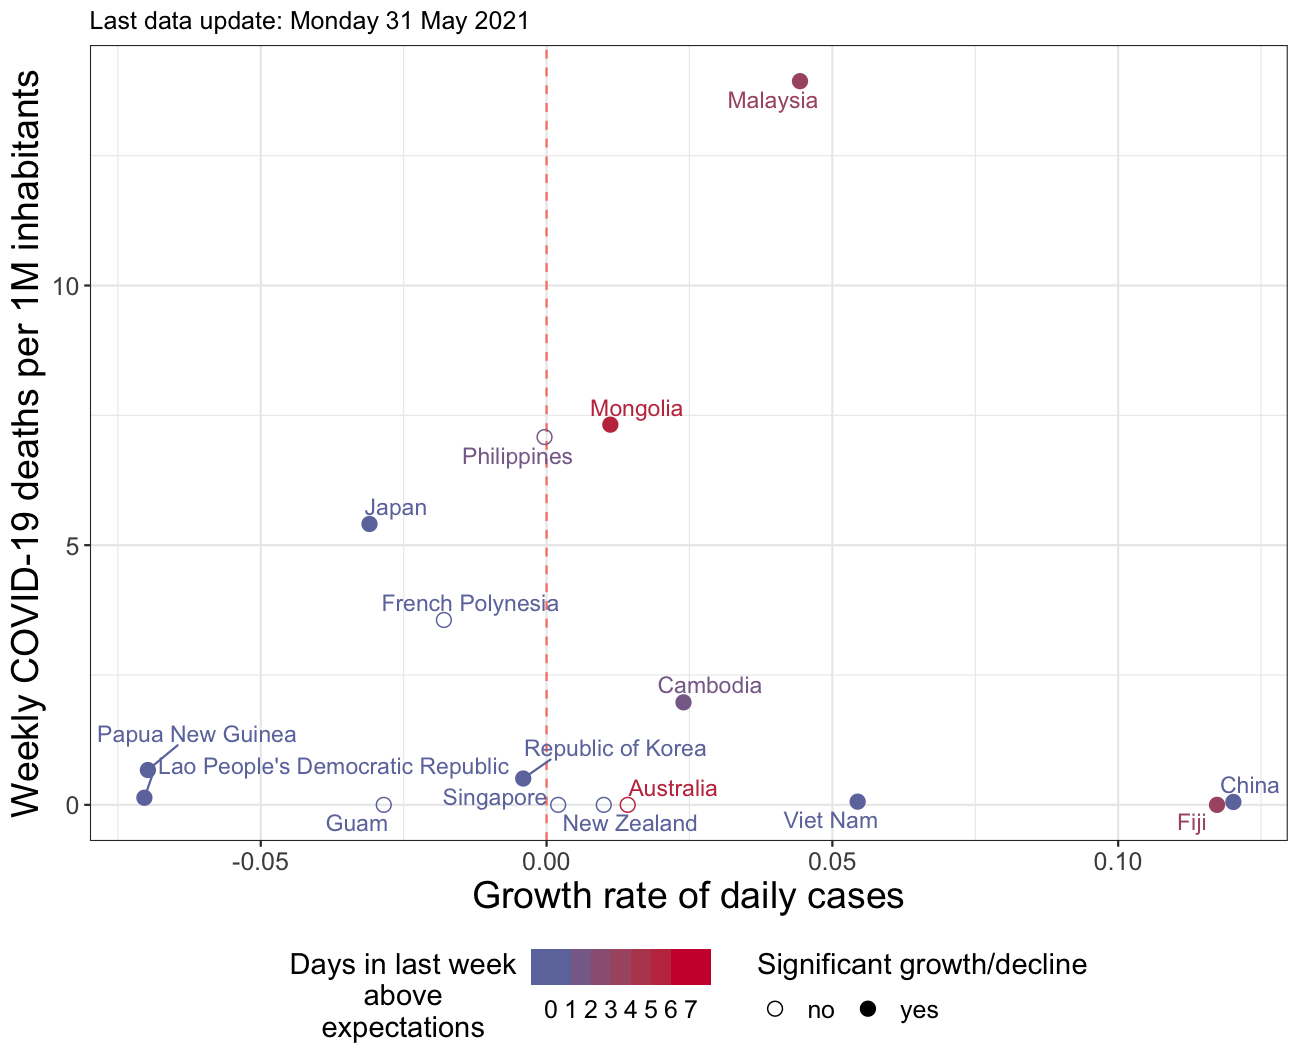 Last data update: Monday 31 May 2021
Weekly COVID-19 deaths per 1M inhabitants
10
5
0
Malaysia
Mongolia
Philippines
Japan
French Polynesia
Cambodia
Papua New Guinea
Republic of Korea
Lao People's Democratic Republic
China
Australia
Singapore
Guam
New Zealand
Viet Nam
Fiji
-0.05
0.00
0.05
0.10
Growth rate of daily cases
Days in last week
above
expectations
0 1 2 3 4 5 6 7
Significant growth/decline
no
yes